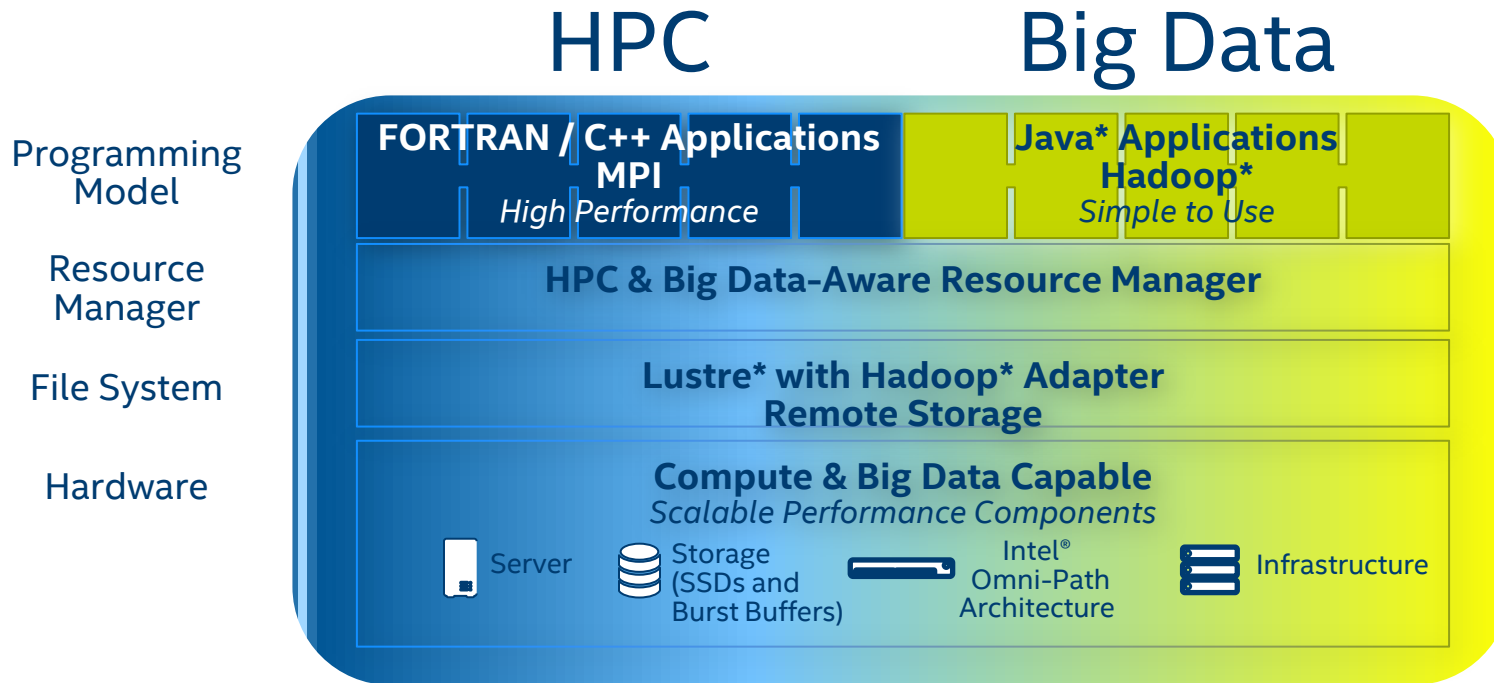 HPC
Big Data
Programming
Model
FORTRAN / C++ Applications
MPI
High Performance
Java* Applications
Hadoop*
Simple to Use
Resource
Manager
HPC & Big Data-Aware Resource Manager
File System
Lustre* with Hadoop* Adapter
Remote Storage
Hardware
Compute & Big Data Capable
Scalable Performance Components
Server
Storage
(SSDs and
Burst Buffers)
Intel®
Omni-Path
Architecture
Infrastructure